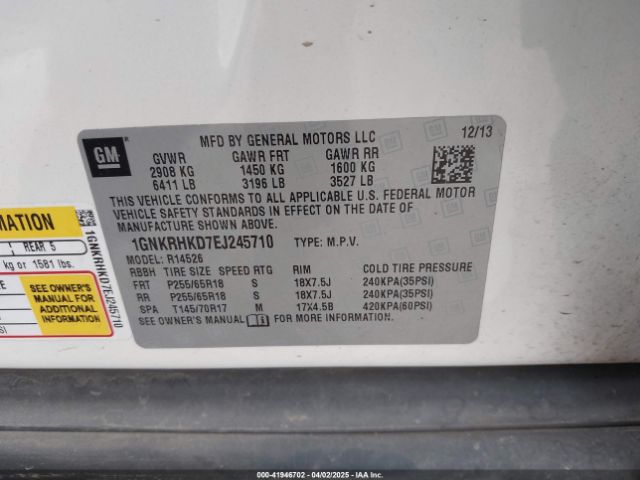 GM
MFD BY GENERAL MOTORS LLC 12/13
GVWR GAWR FRT GAWR RR
2908 KG 1450 KG 1600 KG
6411 LB 3196 LB 3527 LB
THIS VEHICLE CONFORMS TO ALL APPLICABLE U.S. FEDERAL MOTOR
VEHICLE SAFETY STANDARDS IN EFFECT ON THE DATE OF
MANUFACTURE SHOWN ABOVE.
1GNKRHKD7EJ245710 TYPE: M.P.V.
MODEL: R14526
RBBH TIRE SIZE SPEED RTG RIM COLD TIRE PRESSURE
FRT P255/65R18 S 18X7.5J 240KPA(35PSI)
RR P255/65R18 S 18X7.5J 240KPA(35PSI)
SPA T145/70R17 M 17X4.5B 420KPA(60PSI)
SEE OWNER'S MANUAL FOR MORE INFORMATION.
RMATION
REAR 5
kg or 1581 lbs.
SEE OWNER'S
MANUAL FOR
ADDITIONAL
INFORMATION
1GNKRHKD7EJ245710
000-41946702 - 04/02/2025 - IAAI.COM